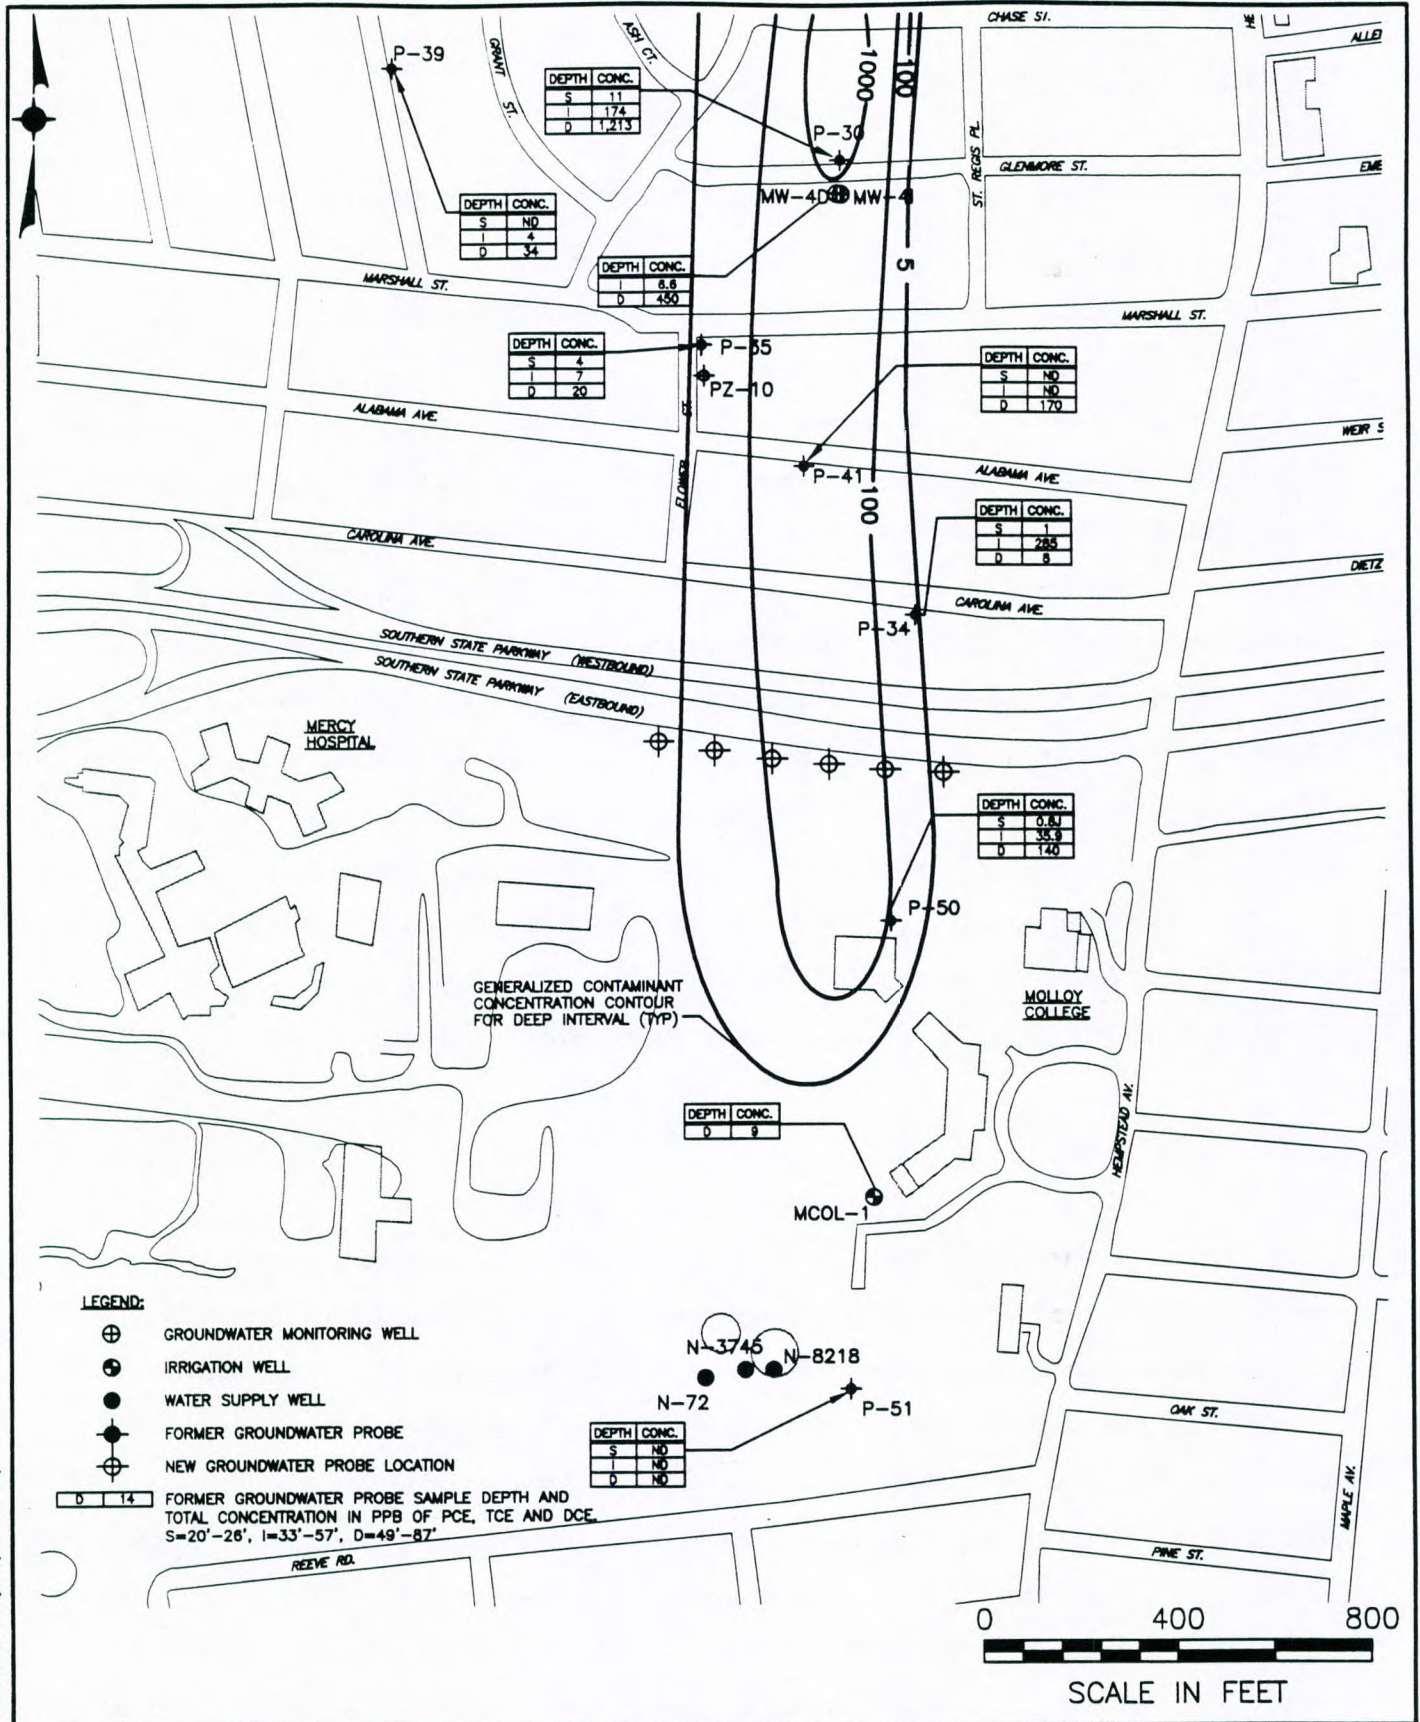 CHASE ST.
HE
ALLE
ASH CT.
GRANT ST.
P-39
1000
100
DEPTH CONC.
S 11
I 174
D 1,213
P-30
ST. REGIS PL.
GLENMORE ST.
EME
MW-4D MW-4I
DEPTH CONC.
S ND
I 4
D 34
5
DEPTH CONC.
I 6.6
D 450
MARSHALL ST.
MARSHALL ST.
DEPTH CONC.
S 4
I 7
D 20
P-35
PZ-10
DEPTH CONC.
S ND
I ND
D 170
ALABAMA AVE.
WEIR S
FLOWER ST.
P-41
ALABAMA AVE.
100
DEPTH CONC.
S 1
I 285
D 8
CAROLINA AVE.
DIETZ
CAROLINA AVE.
P-34
SOUTHERN STATE PARKWAY (WESTBOUND)
SOUTHERN STATE PARKWAY (EASTBOUND)
MERCY
HOSPITAL
DEPTH CONC.
S 0.8J
I 35.9
D 140
P-50
GENERALIZED CONTAMINANT
CONCENTRATION CONTOUR
FOR DEEP INTERVAL (TYP)
MOLLOY
COLLEGE
HEMPSTEAD AV.
DEPTH CONC.
D 9
MCOL-1
LEGEND:
GROUNDWATER MONITORING WELL
IRRIGATION WELL
WATER SUPPLY WELL
FORMER GROUNDWATER PROBE
NEW GROUNDWATER PROBE LOCATION
D 14 FORMER GROUNDWATER PROBE SAMPLE DEPTH AND
TOTAL CONCENTRATION IN PPB OF PCE, TCE AND DCE.
S=20'-26', I=33'-57', D=49'-87'
N-3745
N-8218
N-72
P-51
DEPTH CONC.
S ND
I ND
D ND
OAK ST.
MAPLE AV.
PINE ST.
REEVE RD.
0 400 800
SCALE IN FEET